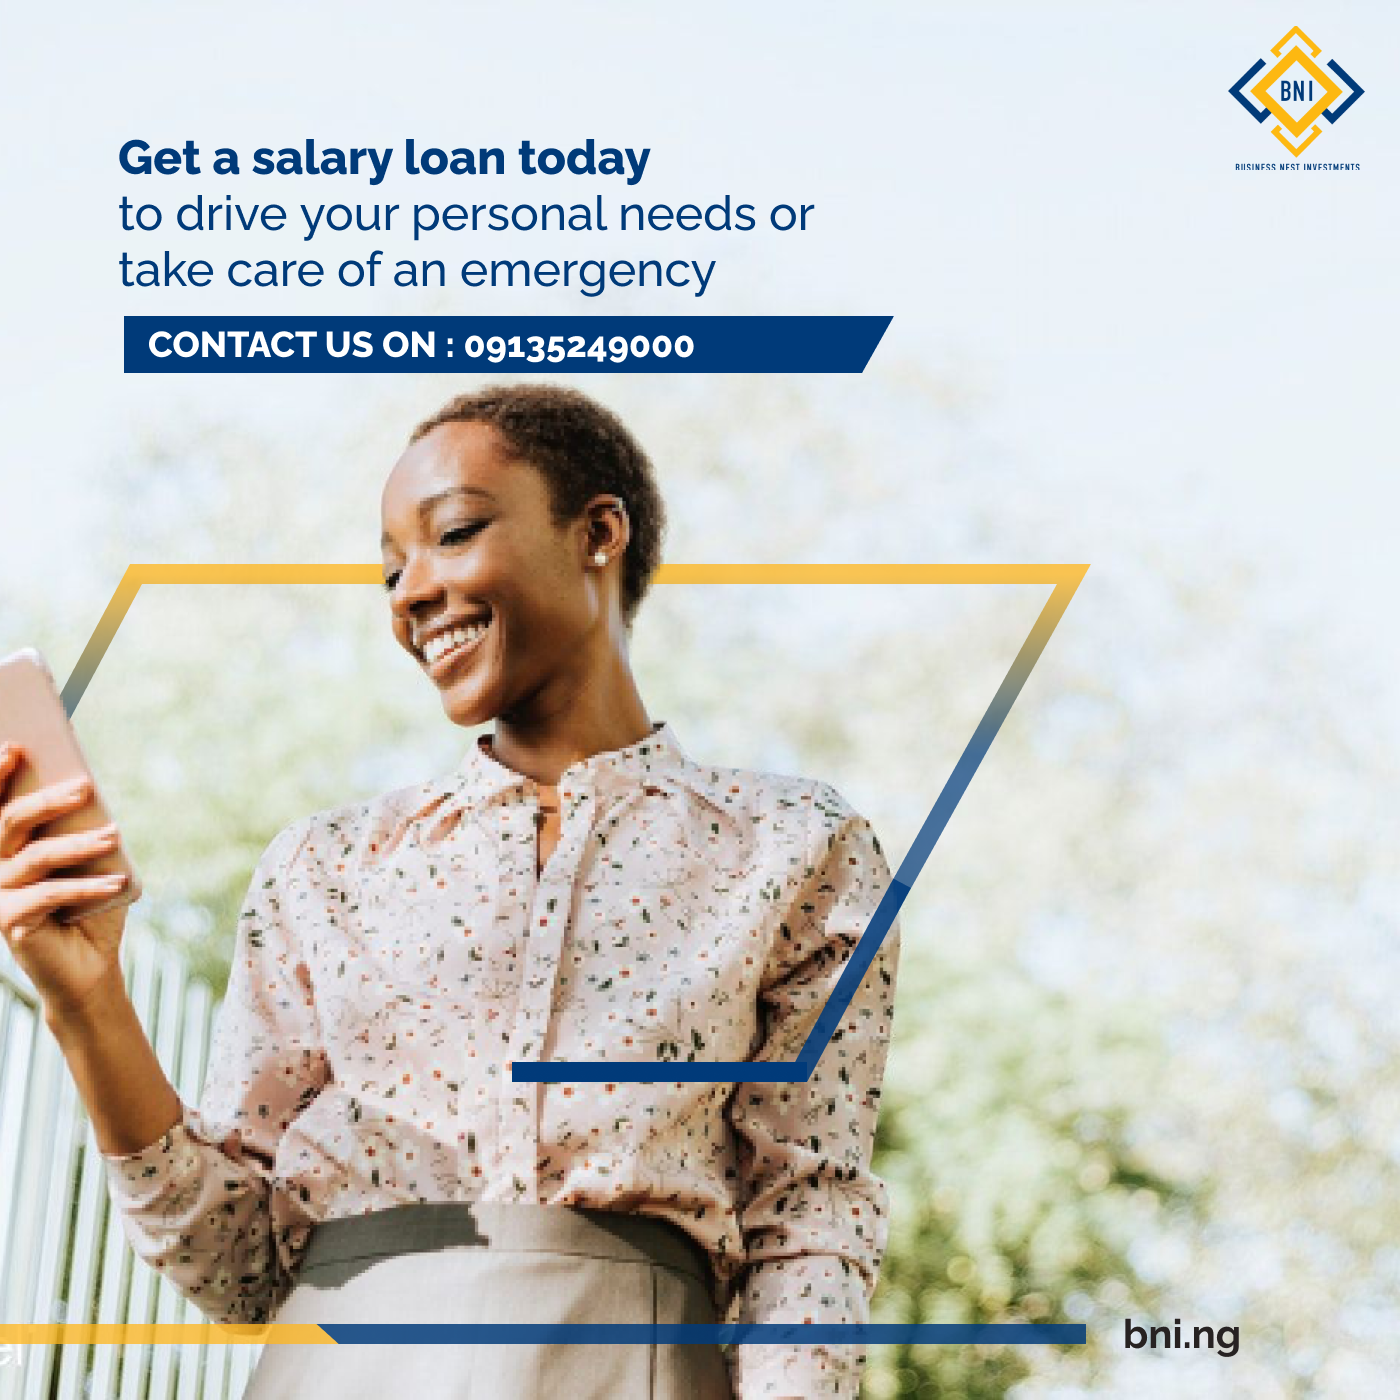 BNI
BUSINESS NEST INVESTMENTS
Get a salary loan today
to drive your personal needs or
take care of an emergency
CONTACT US ON : 09135249000
bni.ng